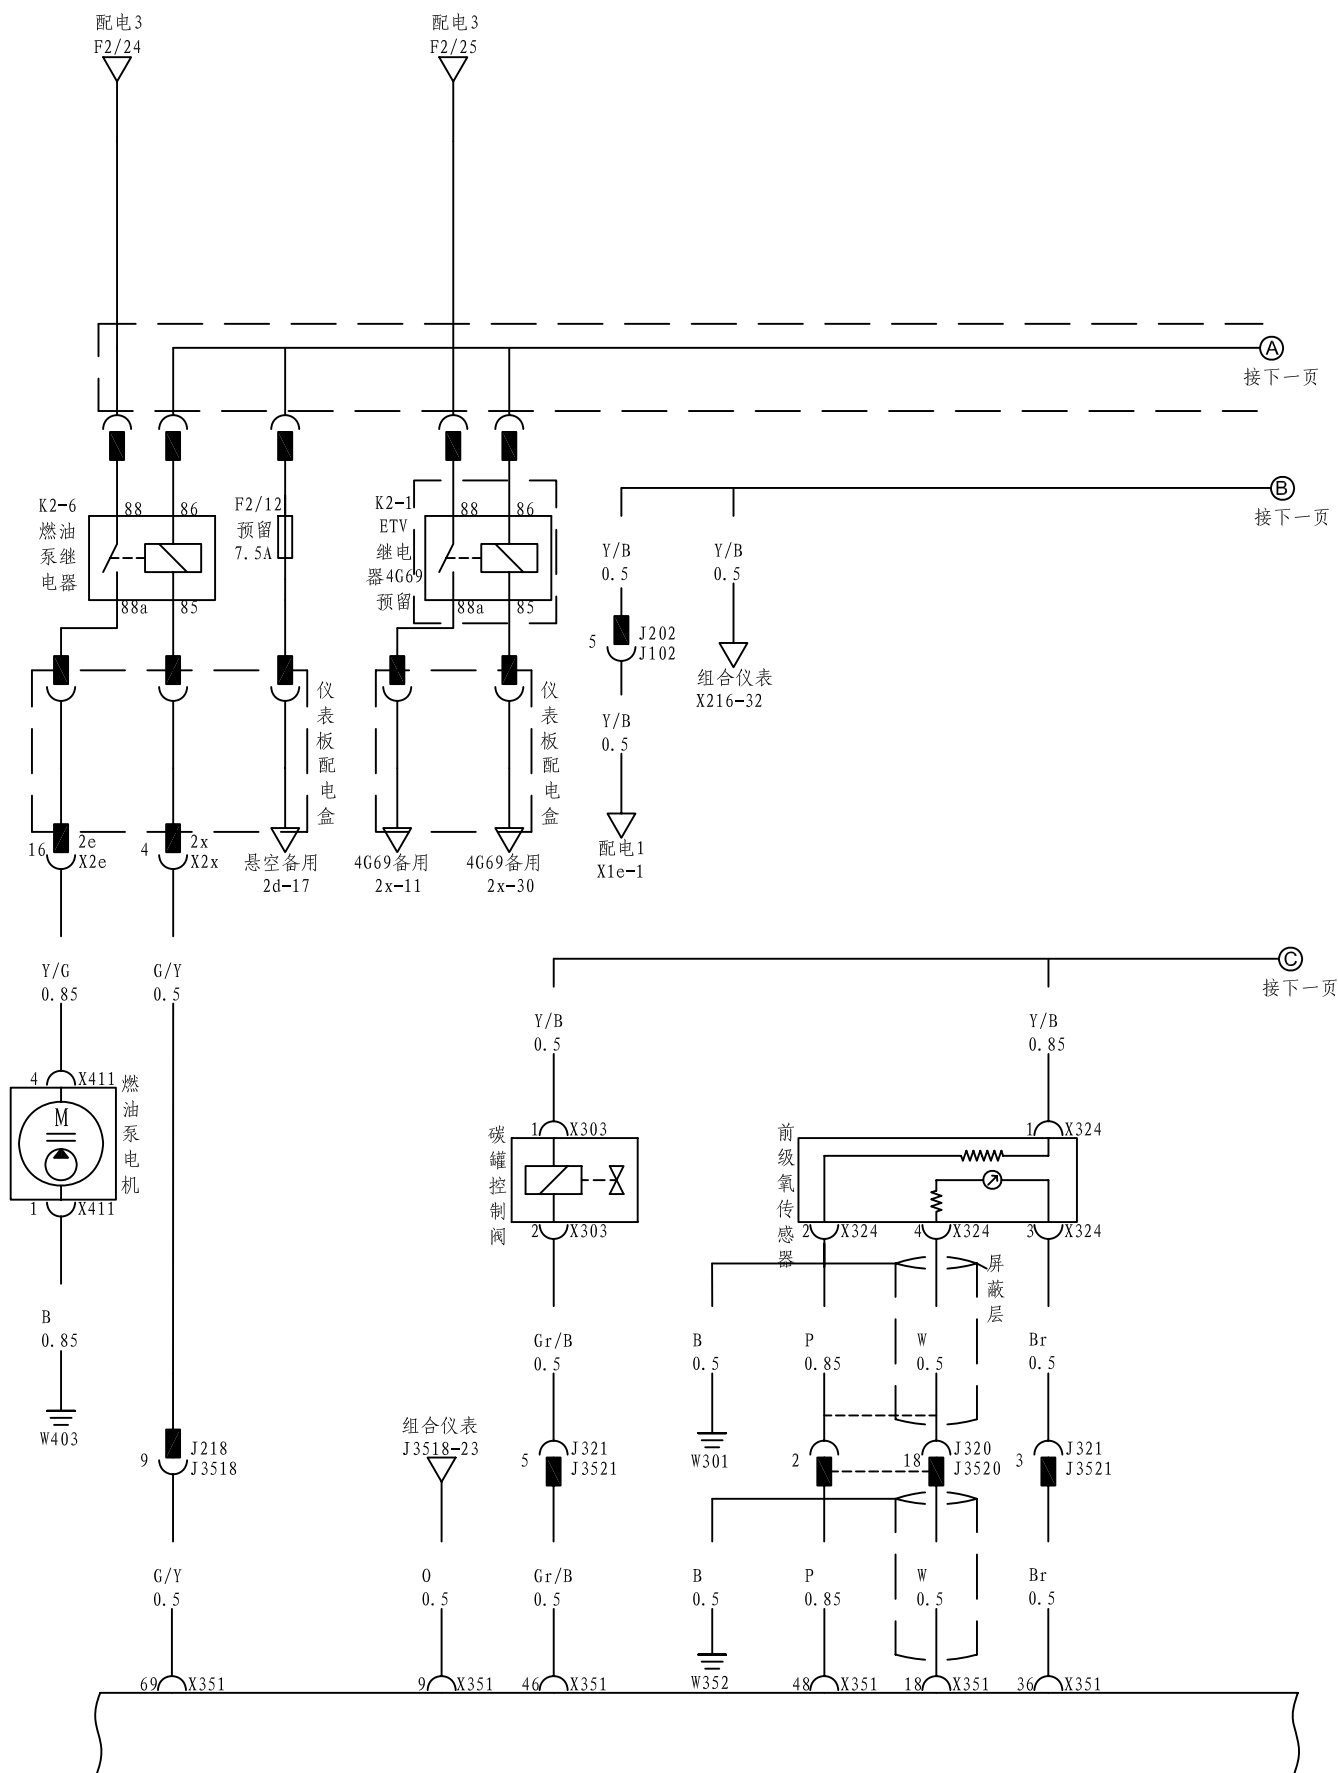 配电3
F2/24
配电3
F2/25
A
接下一页
B
接下一页
K2-6
燃油
泵继
电器
88
86
88a
85
F2/12
预留
7.5A
K2-1
ETV
继电
器4G69
预留
88
86
88a
85
Y/B
0.5
Y/B
0.5
5
J202
J102
组合仪表
X216-32
Y/B
0.5
配电1
X1e-1
仪表板配电盒
仪表板配电盒
16
2e
X2e
4
2x
X2x
悬空备用
2d-17
4G69备用
2x-11
4G69备用
2x-30
C
接下一页
Y/G
0.85
G/Y
0.5
Y/B
0.5
Y/B
0.85
4
X411
燃油泵电机
M
1
X411
碳罐控制阀
1
X303
2
X303
前级氧传感器
1
X324
2
X324
4
X324
3
X324
屏蔽层
B
0.85
W403
Gr/B
0.5
B
0.5
P
0.85
W
0.5
Br
0.5
9
J218
J3518
组合仪表
J3518-23
5
J321
J3521
W301
2
18
J320
J3520
3
J321
J3521
G/Y
0.5
O
0.5
Gr/B
0.5
B
0.5
P
0.85
W
0.5
Br
0.5
69
X351
9
X351
46
X351
W352
48
X351
18
X351
36
X351